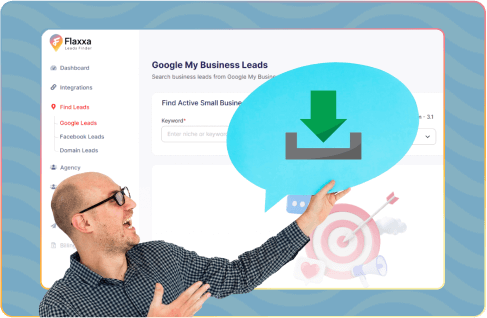 Flaxxa
Leads Finder
Dashboard
Google My Business Leads
Search business leads from Google My Busine
Integrations
Find Leads
Find Active Small Busine
Google Leads
Keyword*
- 3.1
Facebook Leads
Enter niche or keyword
Domain Leads
Agency